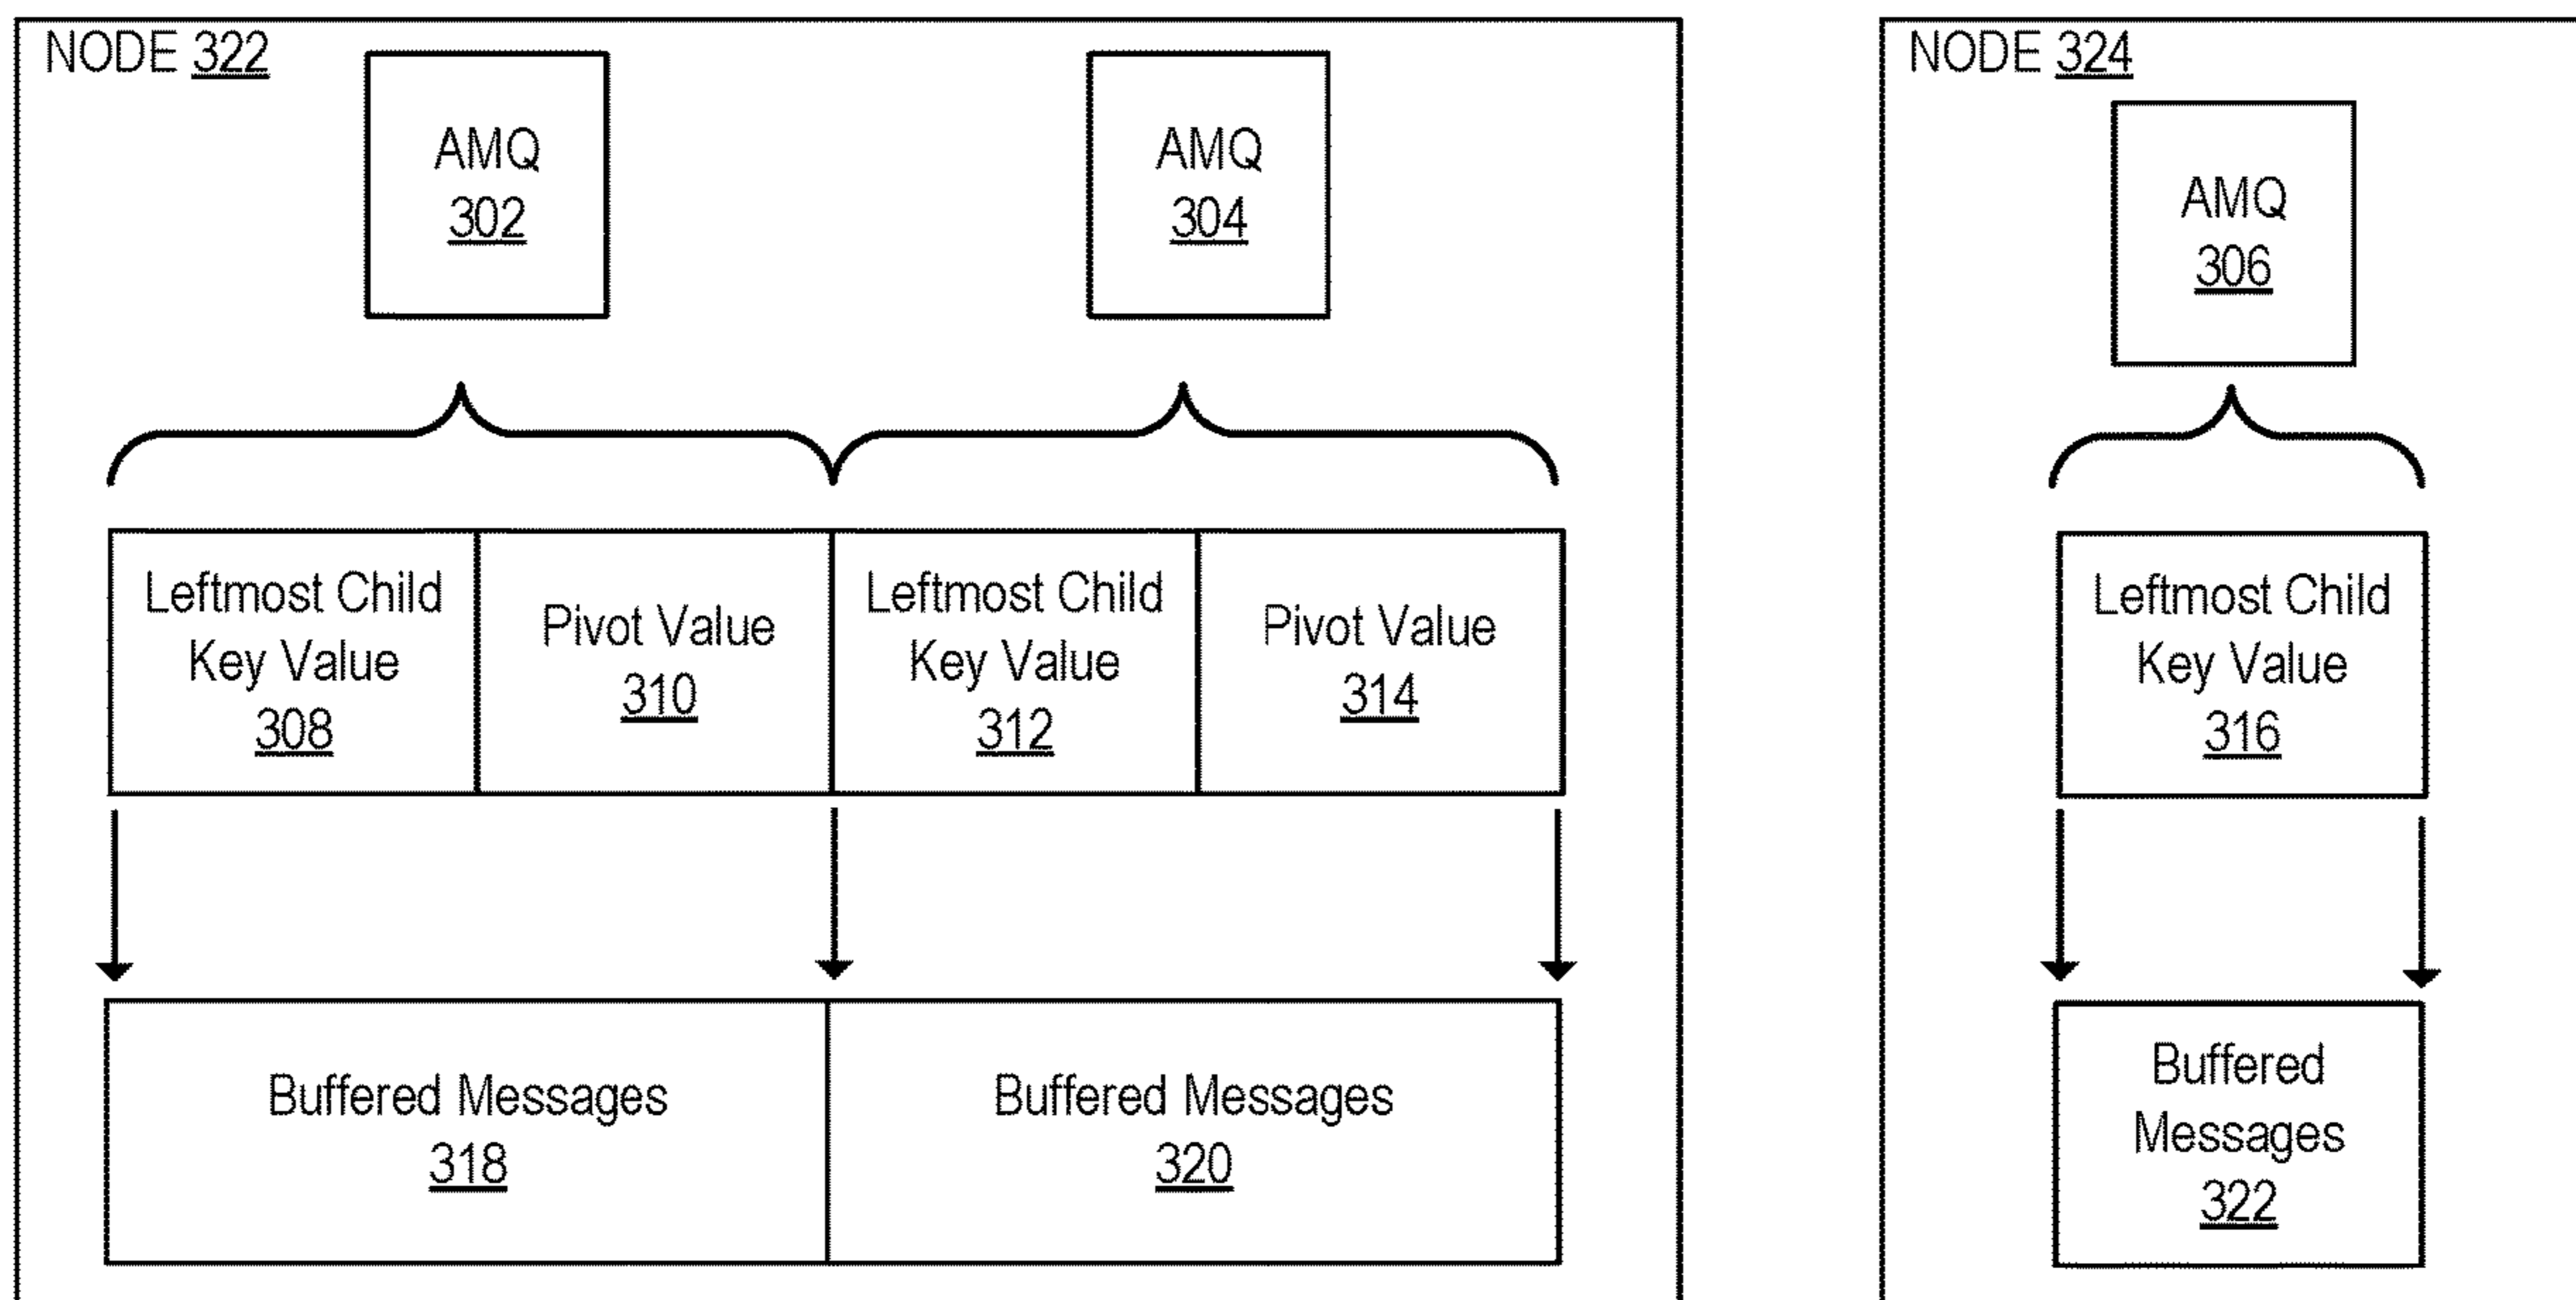 NODE 322
AMQ
302
AMQ
304
Leftmost Child
Key Value
308
Pivot Value
310
Leftmost Child
Key Value
312
Pivot Value
314
Buffered Messages
318
Buffered Messages
320
NODE 324
AMQ
306
Leftmost Child
Key Value
316
Buffered
Messages
322